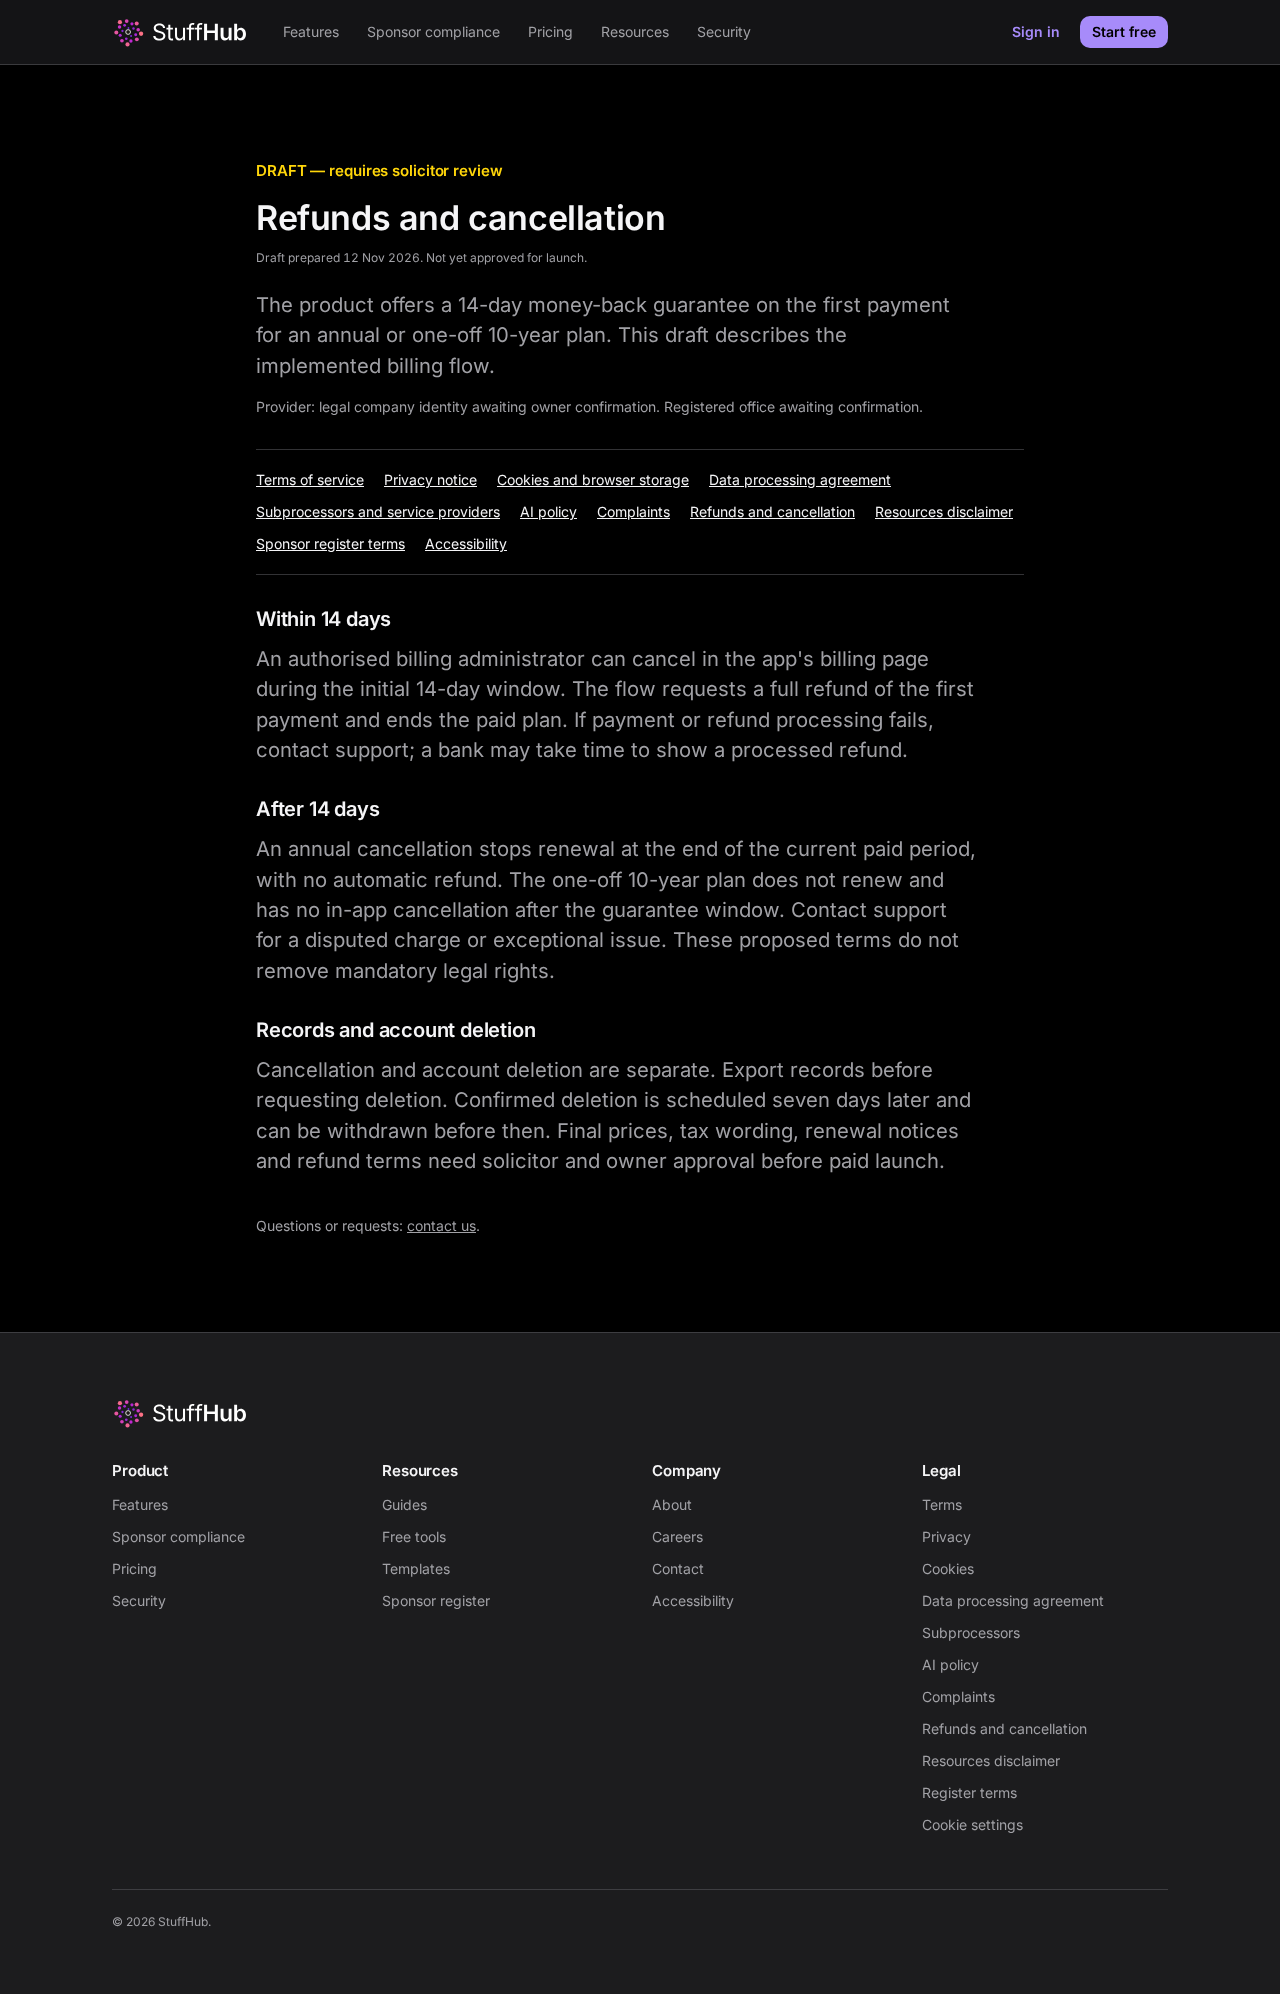 StuffHub
Features
Sponsor compliance
Pricing
Resources
Security
Sign in
Start free
DRAFT — requires solicitor review
Refunds and cancellation
Draft prepared 12 Nov 2026. Not yet approved for launch.
The product offers a 14-day money-back guarantee on the first payment
for an annual or one-off 10-year plan. This draft describes the
implemented billing flow.
Provider: legal company identity awaiting owner confirmation. Registered office awaiting confirmation.
Terms of service Privacy notice Cookies and browser storage Data processing agreement
Subprocessors and service providers AI policy Complaints Refunds and cancellation Resources disclaimer
Sponsor register terms Accessibility
Within 14 days
An authorised billing administrator can cancel in the app's billing page
during the initial 14-day window. The flow requests a full refund of the first
payment and ends the paid plan. If payment or refund processing fails,
contact support; a bank may take time to show a processed refund.
After 14 days
An annual cancellation stops renewal at the end of the current paid period,
with no automatic refund. The one-off 10-year plan does not renew and
has no in-app cancellation after the guarantee window. Contact support
for a disputed charge or exceptional issue. These proposed terms do not
remove mandatory legal rights.
Records and account deletion
Cancellation and account deletion are separate. Export records before
requesting deletion. Confirmed deletion is scheduled seven days later and
can be withdrawn before then. Final prices, tax wording, renewal notices
and refund terms need solicitor and owner approval before paid launch.
Questions or requests: contact us.
StuffHub
Product
Features
Sponsor compliance
Pricing
Security
Resources
Guides
Free tools
Templates
Sponsor register
Company
About
Careers
Contact
Accessibility
Legal
Terms
Privacy
Cookies
Data processing agreement
Subprocessors
AI policy
Complaints
Refunds and cancellation
Resources disclaimer
Register terms
Cookie settings
© 2026 StuffHub.